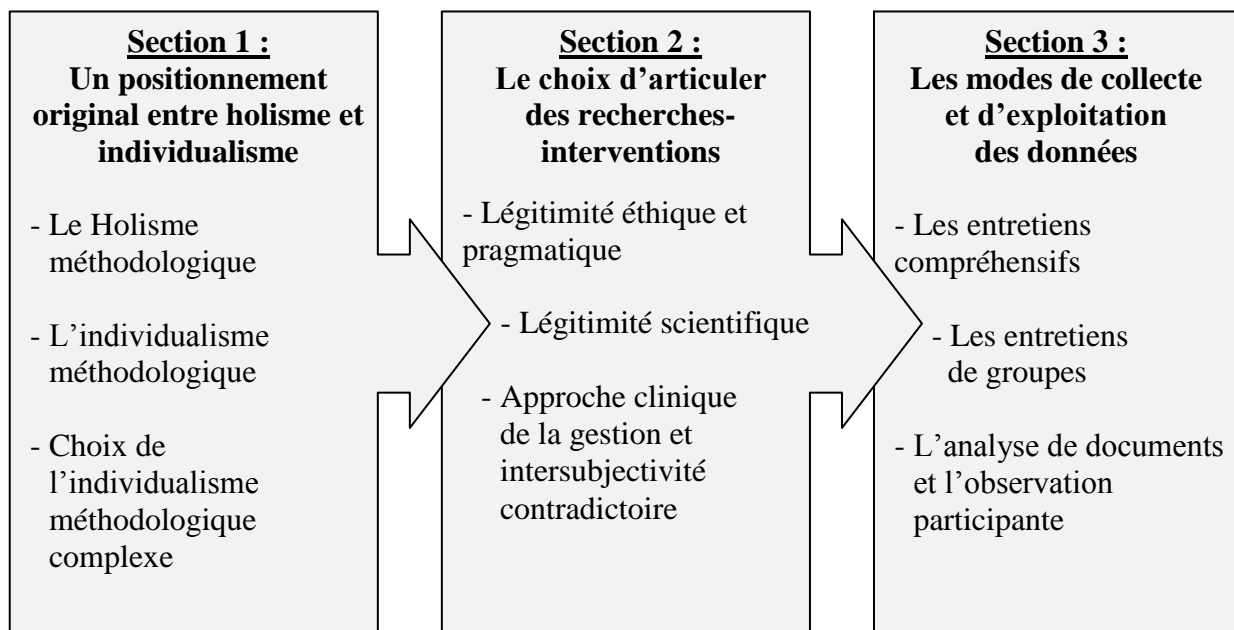 Section 1 :
Un positionnement
original entre holisme et
individualisme
- Le Holisme
méthodologique
- L’individualisme
méthodologique
- Choix de
l’individualisme
méthodologique
complexe
Section 2 :
Le choix d’articuler
des recherches-
interventions
- Légitimité éthique et
pragmatique
- Légitimité scientifique
- Approche clinique
de la gestion et
intersubjectivité
contradictoire
Section 3 :
Les modes de collecte
et d’exploitation
des données
- Les entretiens
compréhensifs
- Les entretiens
de groupes
- L’analyse de documents
et l’observation
participante